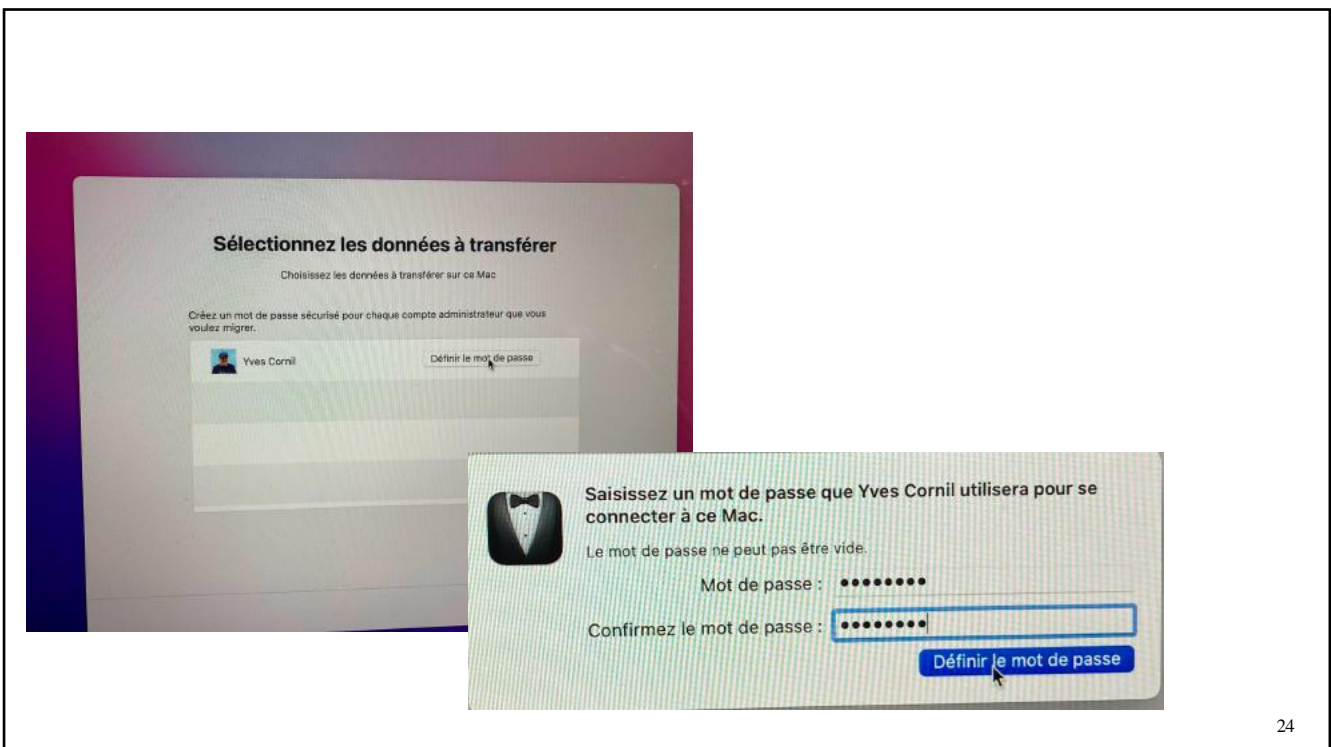 Sélectionnez les données à transférer
Choisissez les données à transférer sur ce Mac
Créez un mot de passe sécurisé pour chaque compte administrateur que vous
voulez migrer.
Yves Cornil
Définir le mot de passe
Saisissez un mot de passe que Yves Cornil utilisera pour se
connecter à ce Mac.
Le mot de passe ne peut pas être vide.
Mot de passe : ••••••••
Confirmez le mot de passe : ••••••••
Définir le mot de passe
24